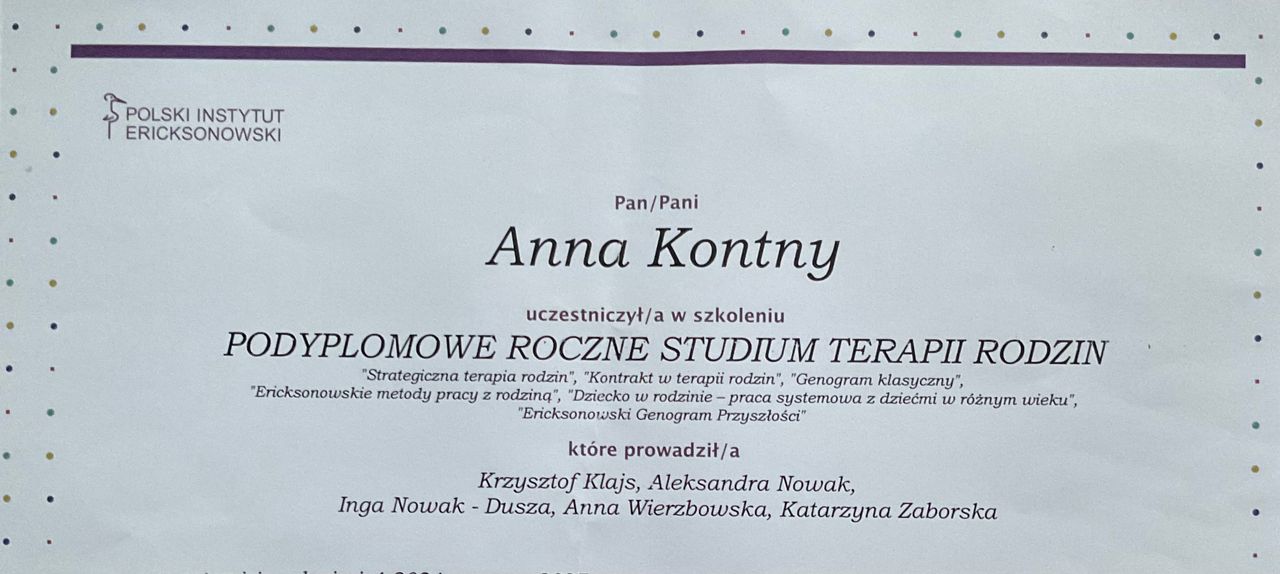 POLSKI INSTYTUT
ERICKSONOWSKI
Pan/Pani
Anna Kontny
uczestniczył/a w szkoleniu
PODYPLOMOWE ROCZNE STUDIUM TERAPII RODZIN
"Strategiczna terapia rodzin", "Kontrakt w terapii rodzin", "Genogram klasyczny",
"Ericksonowskie metody pracy z rodziną", "Dziecko w rodzinie – praca systemowa z dziećmi w różnym wieku",
"Ericksonowski Genogram Przyszłości"
które prowadził/a
Krzysztof Klajs, Aleksandra Nowak,
Inga Nowak - Dusza, Anna Wierzbowska, Katarzyna Zaborska